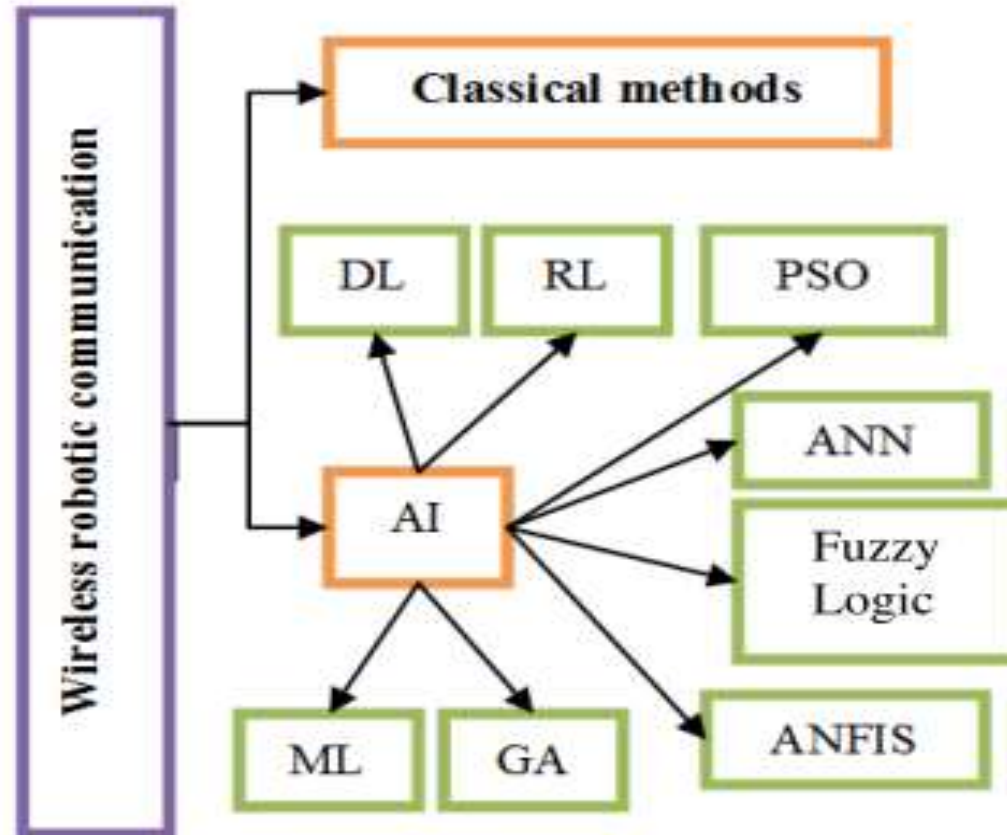 Wireless robotic communication
Classical methods
DL
RL
PSO
ANN
AI
Fuzzy
Logic
ML
GA
ANFIS